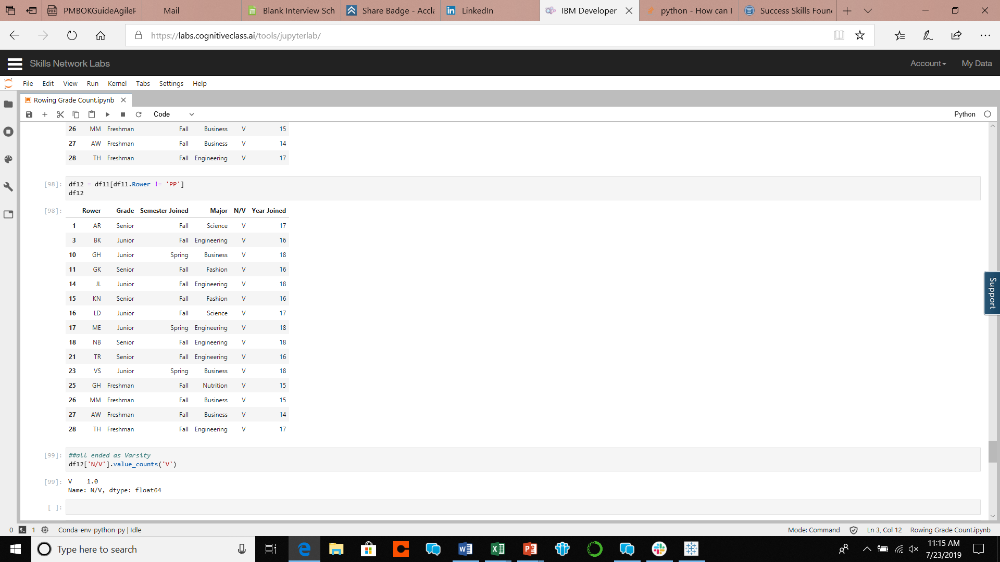 PMBOKGuideAgileF
Mail
Blank Interview Sch
Share Badge - Accla
LinkedIn
IBM Developer
python - How can I
Success Skills Foun
https://labs.cognitiveclass.ai/tools/jupyterlab/
Skills Network Labs
Account
My Data
File Edit View Run Kernel Tabs Settings Help
Rowing Grade Count.ipynb
Code
Python
26 MM Freshman Fall Business V 15
27 AW Freshman Fall Business V 14
28 TH Freshman Fall Engineering V 17
[98]: df12 = df11[df11.Rower != 'PP']
df12
[98]: Rower Grade Semester Joined Major N/V Year Joined
1 AR Senior Fall Science V 17
3 BK Junior Fall Engineering V 16
10 GH Junior Spring Business V 18
11 GK Senior Fall Fashion V 16
14 JL Junior Fall Engineering V 18
15 KN Senior Fall Fashion V 16
16 LD Junior Fall Science V 17
17 ME Junior Spring Engineering V 18
18 NB Senior Fall Engineering V 18
21 TR Senior Fall Engineering V 16
23 VS Junior Spring Business V 18
25 GH Freshman Fall Nutrition V 15
26 MM Freshman Fall Business V 15
27 AW Freshman Fall Business V 14
28 TH Freshman Fall Engineering V 17
[99]: ##all ended as Varsity
df12['N/V'].value_counts('V')
[99]: V 1.0
Name: N/V, dtype: float64
[ ]:
Support
0 1 Conda-env-python-py | Idle
Mode: Command Ln 3, Col 12 Rowing Grade Count.ipynb
Type here to search
11:15 AM
7/23/2019